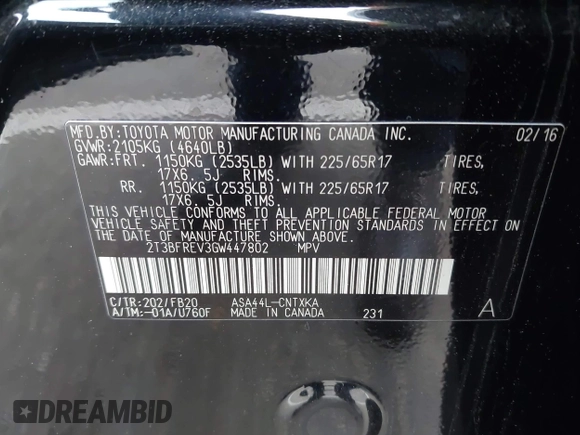 MFD.BY:TOYOTA MOTOR MANUFACTURING CANADA INC. 02/16
GVWR:2105KG (4640LB)
GAWR:FRT. 1150KG (2535LB) WITH 225/65R17 TIRES,
17X6. 5J RIMS.
RR. 1150KG (2535LB) WITH 225/65R17 TIRES,
17X6. 5J RIMS.
THIS VEHICLE CONFORMS TO ALL APPLICABLE FEDERAL MOTOR
VEHICLE SAFETY AND THEFT PREVENTION STANDARDS IN EFFECT ON
THE DATE OF MANUFACTURE SHOWN ABOVE.
2T3BFREV3GW447802 MPV
C/TR:202/FB20 ASA44L-CNTXKA A
A/TM:-01A/U760F MADE IN CANADA 231
DREAMBID